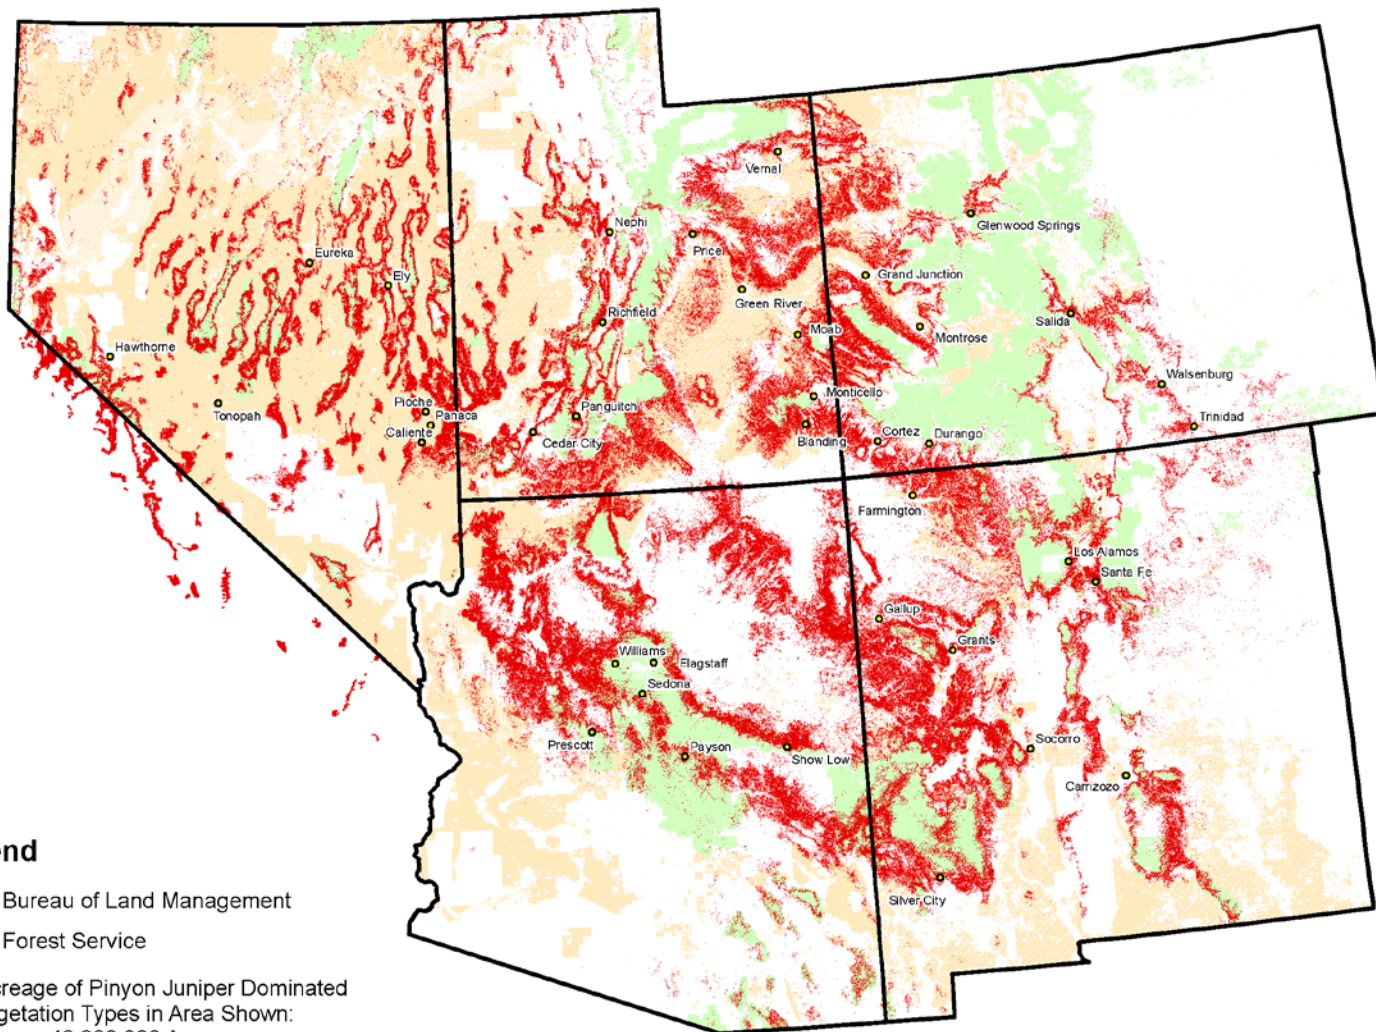 Vernal
Nephi
Price
Glenwood Springs
Eureka
Ely
Grand Junction
Green River
Richfield
Moab
Salida
Montrose
Hawthorne
Tonopah
Pioche
Panaca
Caliente
Panguitch
Cedar City
Monticello
Blanding
Cortez
Durango
Walsenburg
Trinidad
Farmington
Los Alamos
Santa Fe
Gallup
Grants
Williams
Flagstaff
Sedona
Prescott
Payson
Show Low
Socorro
Carrizozo
Silver City
end
Bureau of Land Management
Forest Service
creage of Pinyon Juniper Dominated
getation Types in Area Shown: